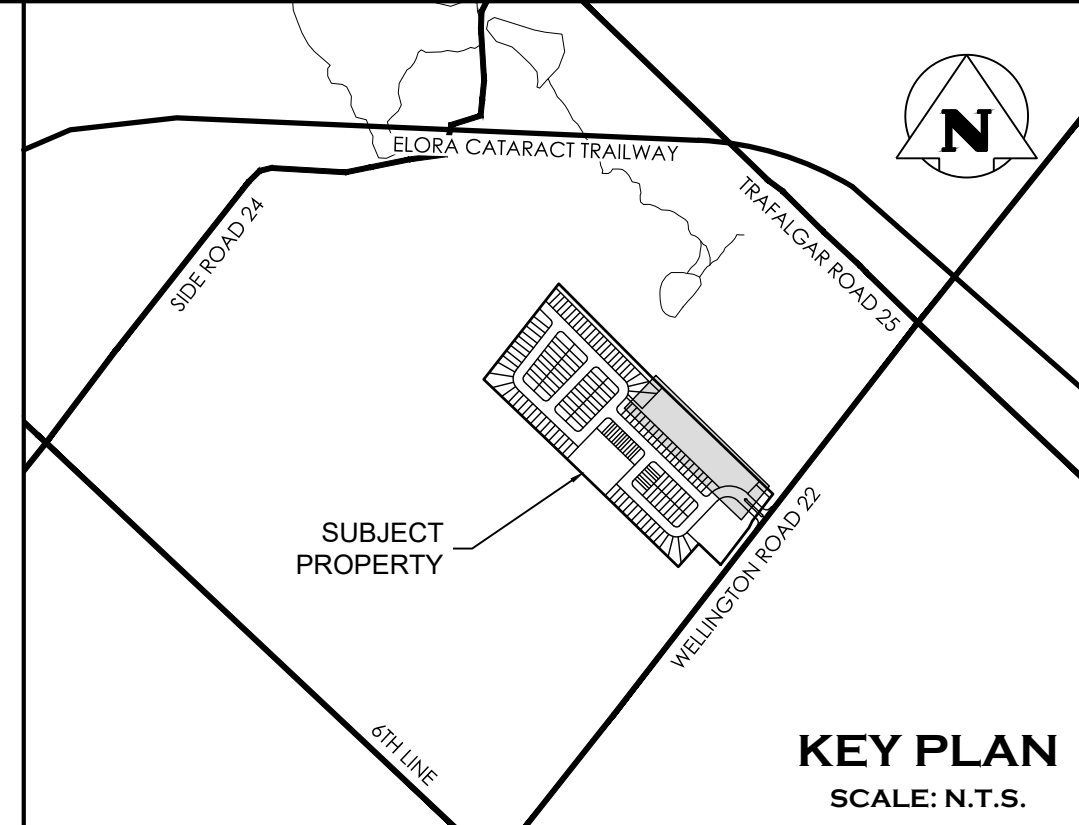 N
ELORA CATARACT TRAILWAY
TRAFALGAR ROAD 25
SIDE ROAD 24
SUBJECT
PROPERTY
WELLINGTON ROAD 22
6TH LINE
KEY PLAN
SCALE: N.T.S.